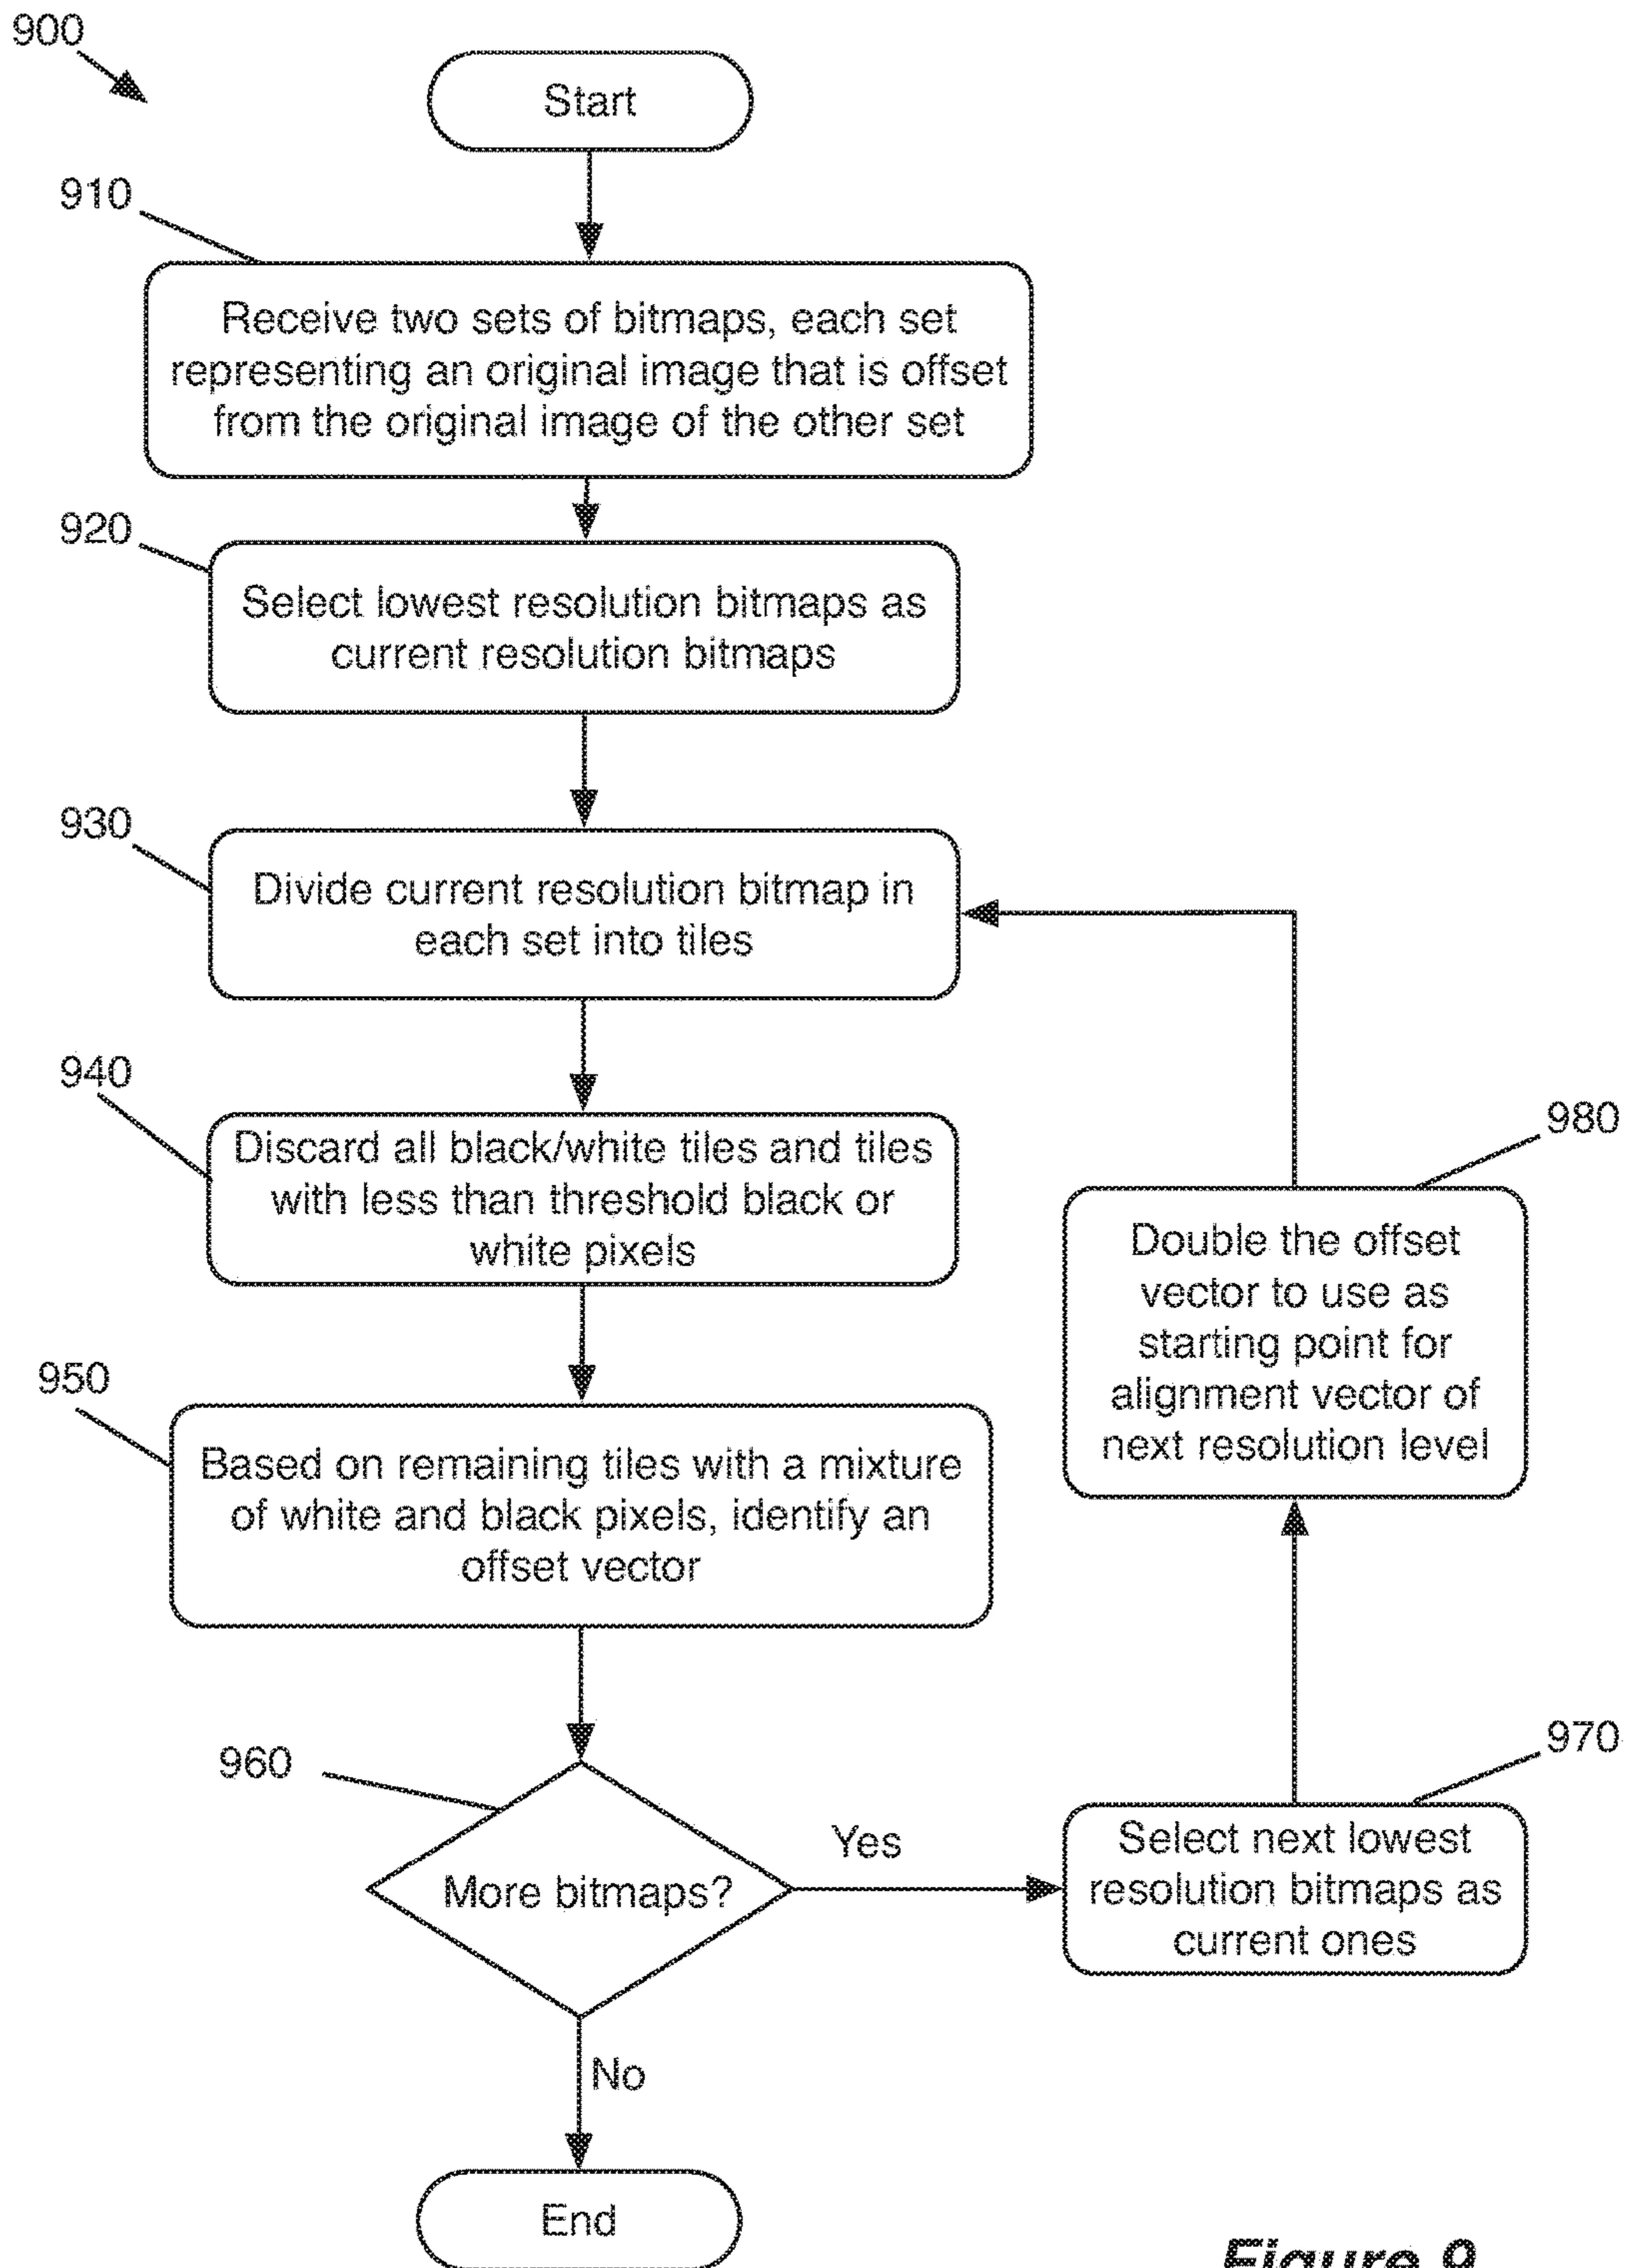 900
Start
910
Receive two sets of bitmaps, each set
representing an original image that is offset
from the original image of the other set
920
Select lowest resolution bitmaps as
current resolution bitmaps
930
Divide current resolution bitmap in
each set into tiles
940
Discard all black/white tiles and tiles
with less than threshold black or
white pixels
950
Based on remaining tiles with a mixture
of white and black pixels, identify an
offset vector
960
More bitmaps?
Yes
970
Select next lowest
resolution bitmaps as
current ones
980
Double the offset
vector to use as
starting point for
alignment vector of
next resolution level
No
End
Figure 9